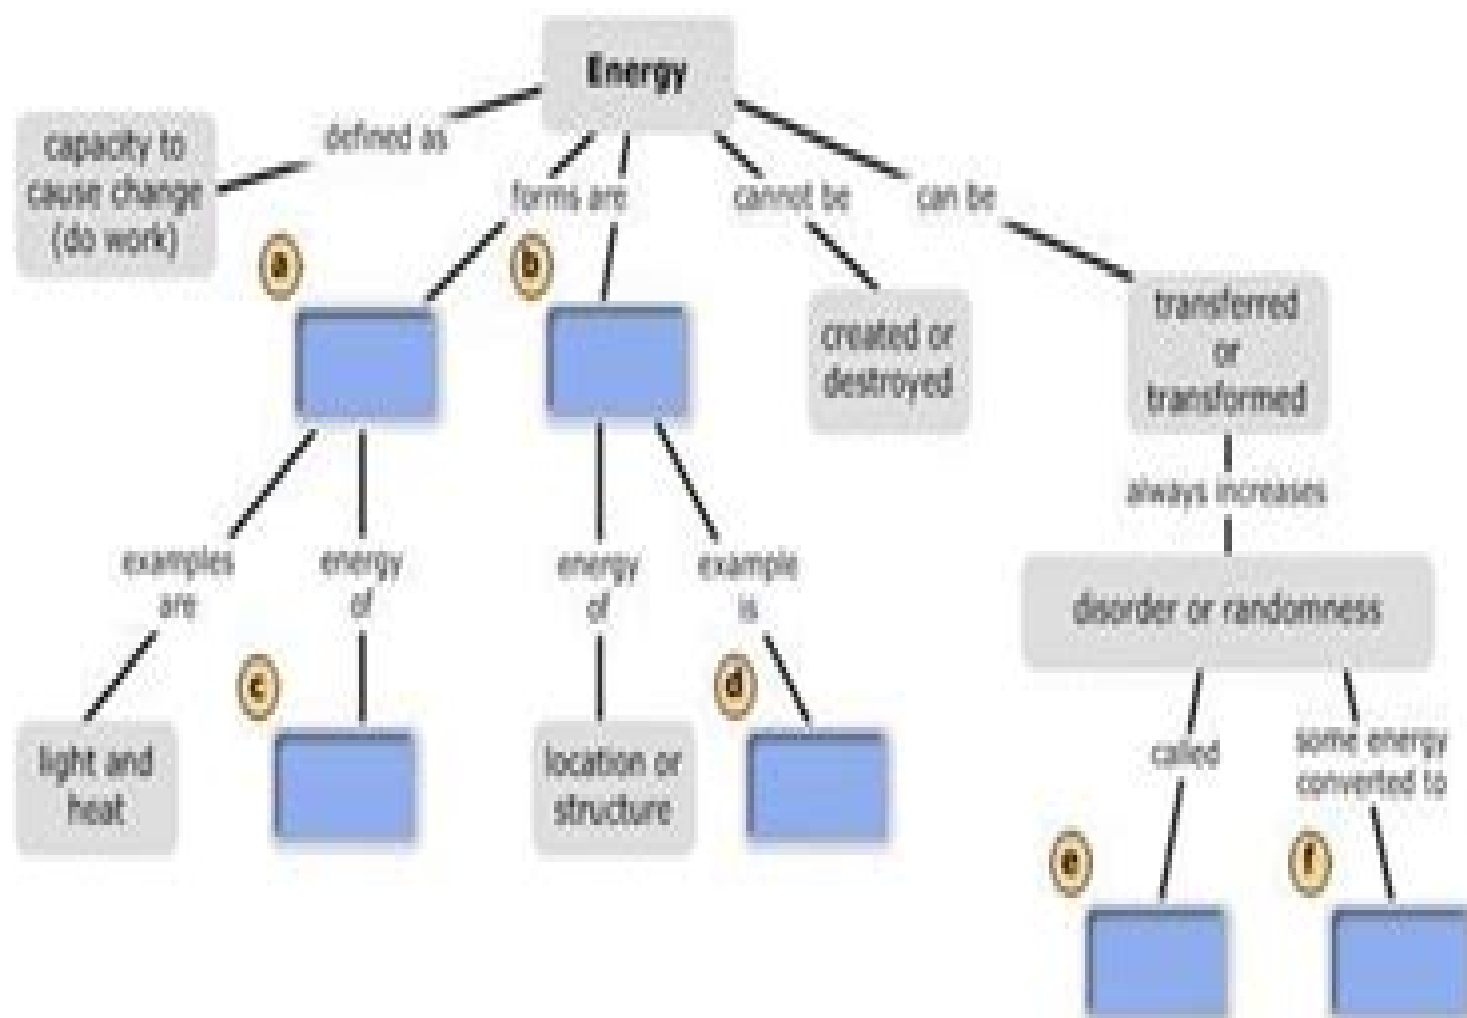 Energy
defined as
capacity to
cause change
(do work)
forms are
cannot be
can be
a
b
created or
destroyed
transferred
or
transformed
always increases
examples
are
energy
of
energy
of
example
is
disorder or randomness
c
d
light and
heat
location or
structure
called
some energy
converted to
e
f